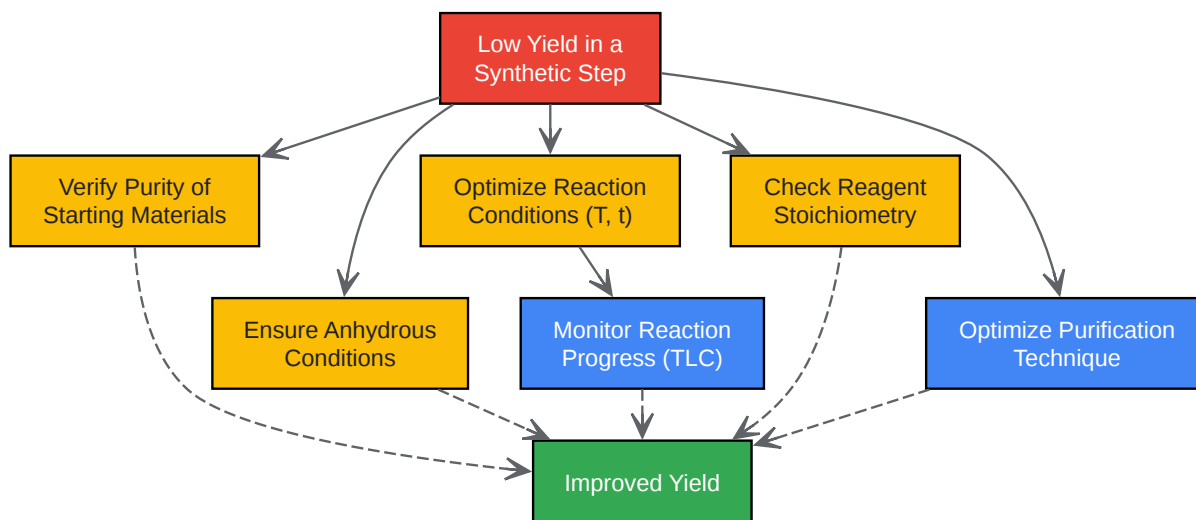 Low Yield in a
Synthetic Step
Verify Purity of
Starting Materials
Optimize Reaction
Conditions (T, t)
Check Reagent
Stoichiometry
Ensure Anhydrous
Conditions
Monitor Reaction
Progress (TLC)
Optimize Purification
Technique
Improved Yield